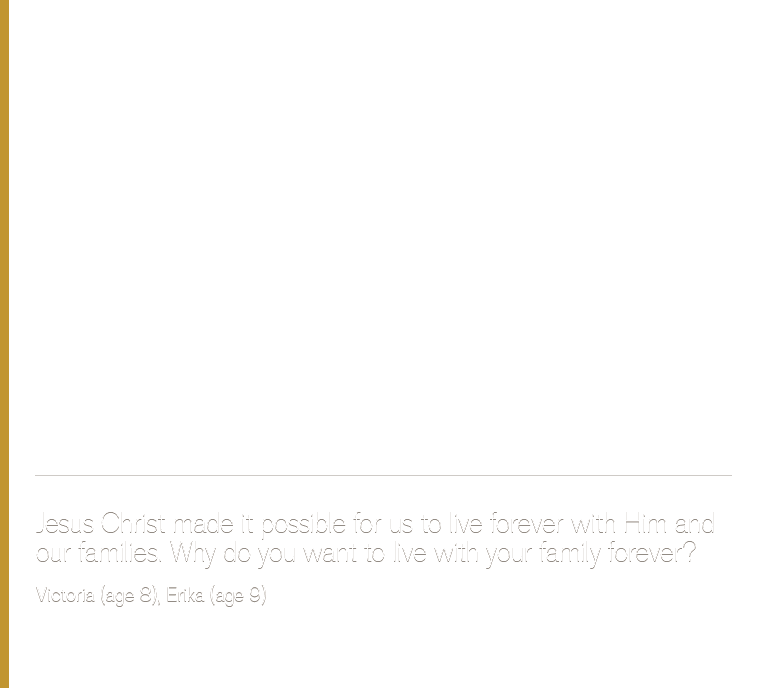 Jesus Christ made it possible for us to live forever with Him and
our families. Why do you want to live with your family forever?
Victoria (age 8), Erika (age 9)